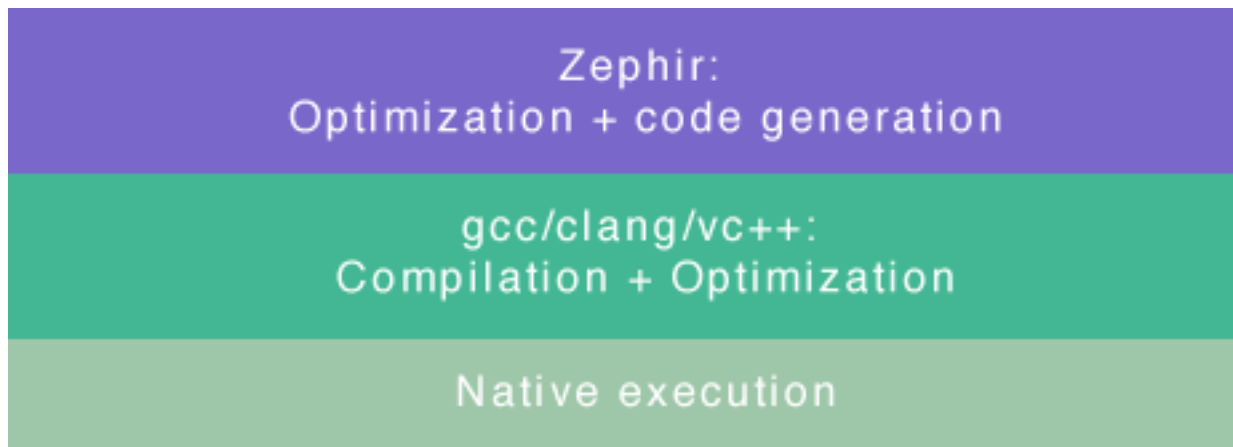 Zephir:
Optimization + code generation
gcc/clang/vc++:
Compilation + Optimization
Native execution